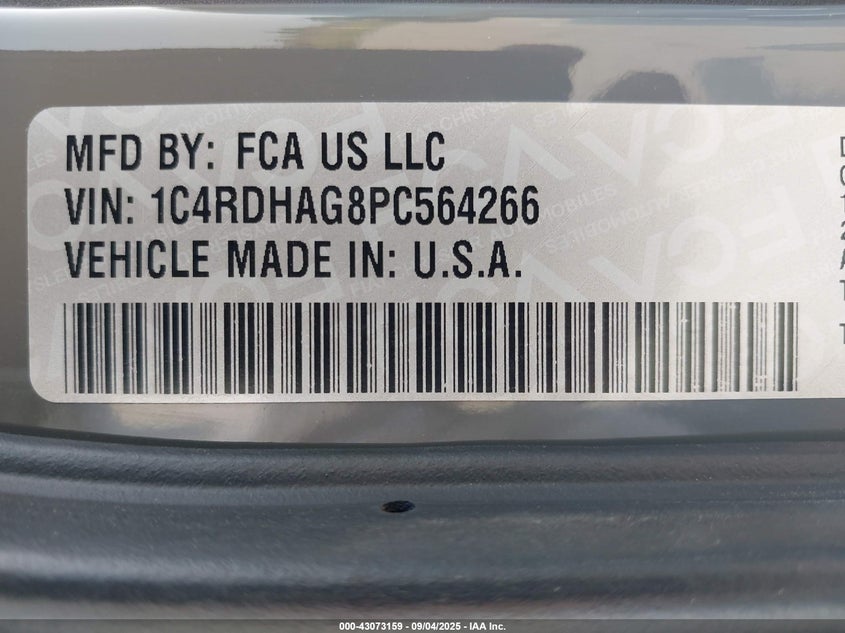 MFD BY: FCA US LLC
VIN: 1C4RDHAG8PC564266
VEHICLE MADE IN: U.S.A.
000-43073159 - 09/04/2025 - IAA Inc.